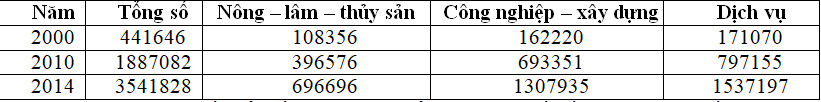 Năm Tổng số Nông – lâm – thủy sản Công nghiệp – xây dựng Dịch vụ
2000 441646 108356 162220 171070
2010 1887082 396576 693351 797155
2014 3541828 696696 1307935 1537197